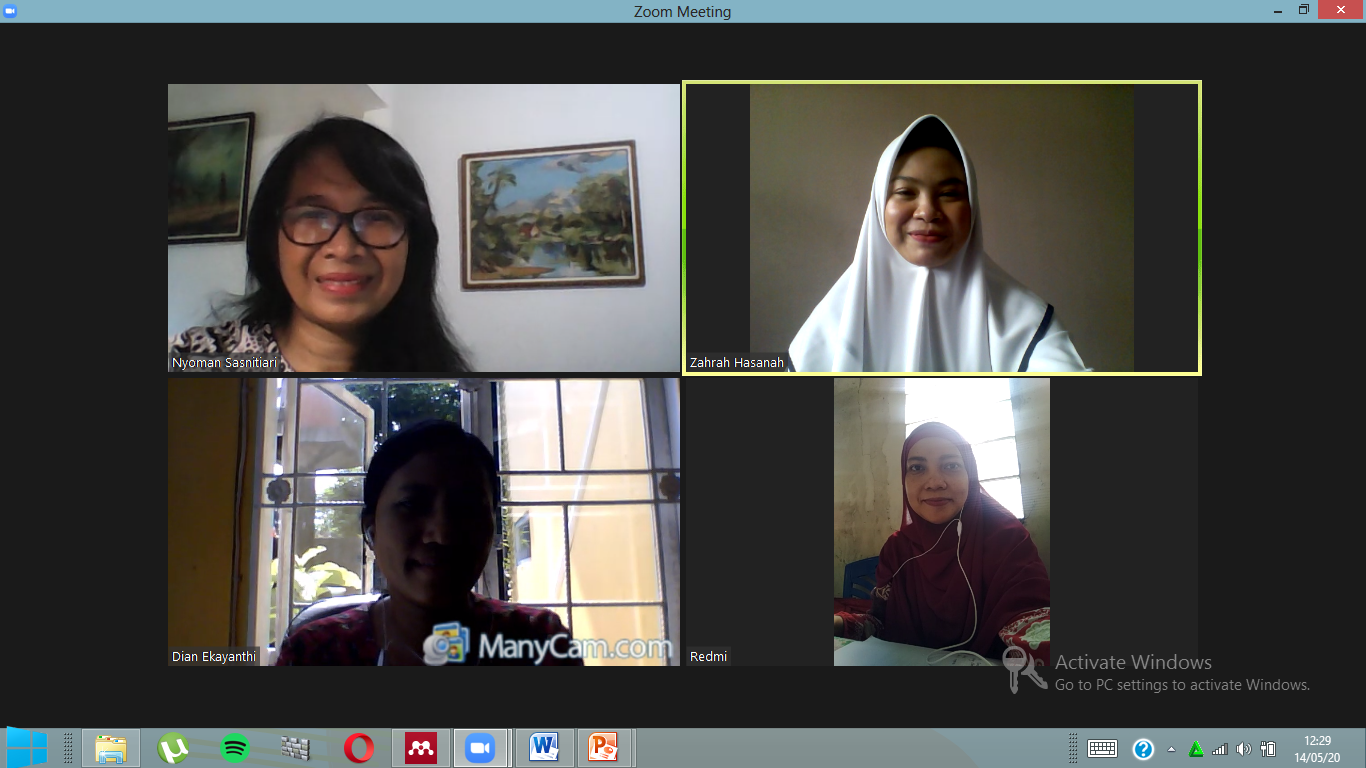 Zoom Meeting
Nyoman Sasnitiari
Zahrah Hasanah
Dian Ekayanthi
ManyCam.com
Redmi
Activate Windows
Go to PC settings to activate Windows.
12:29
14/05/20